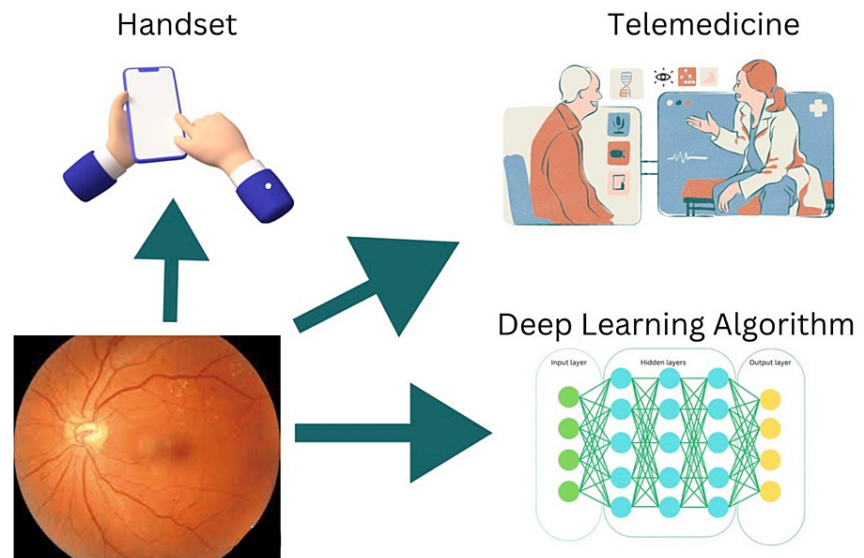 Handset
Telemedicine
Deep Learning Algorithm
Input layer
Hidden layers
Output layer